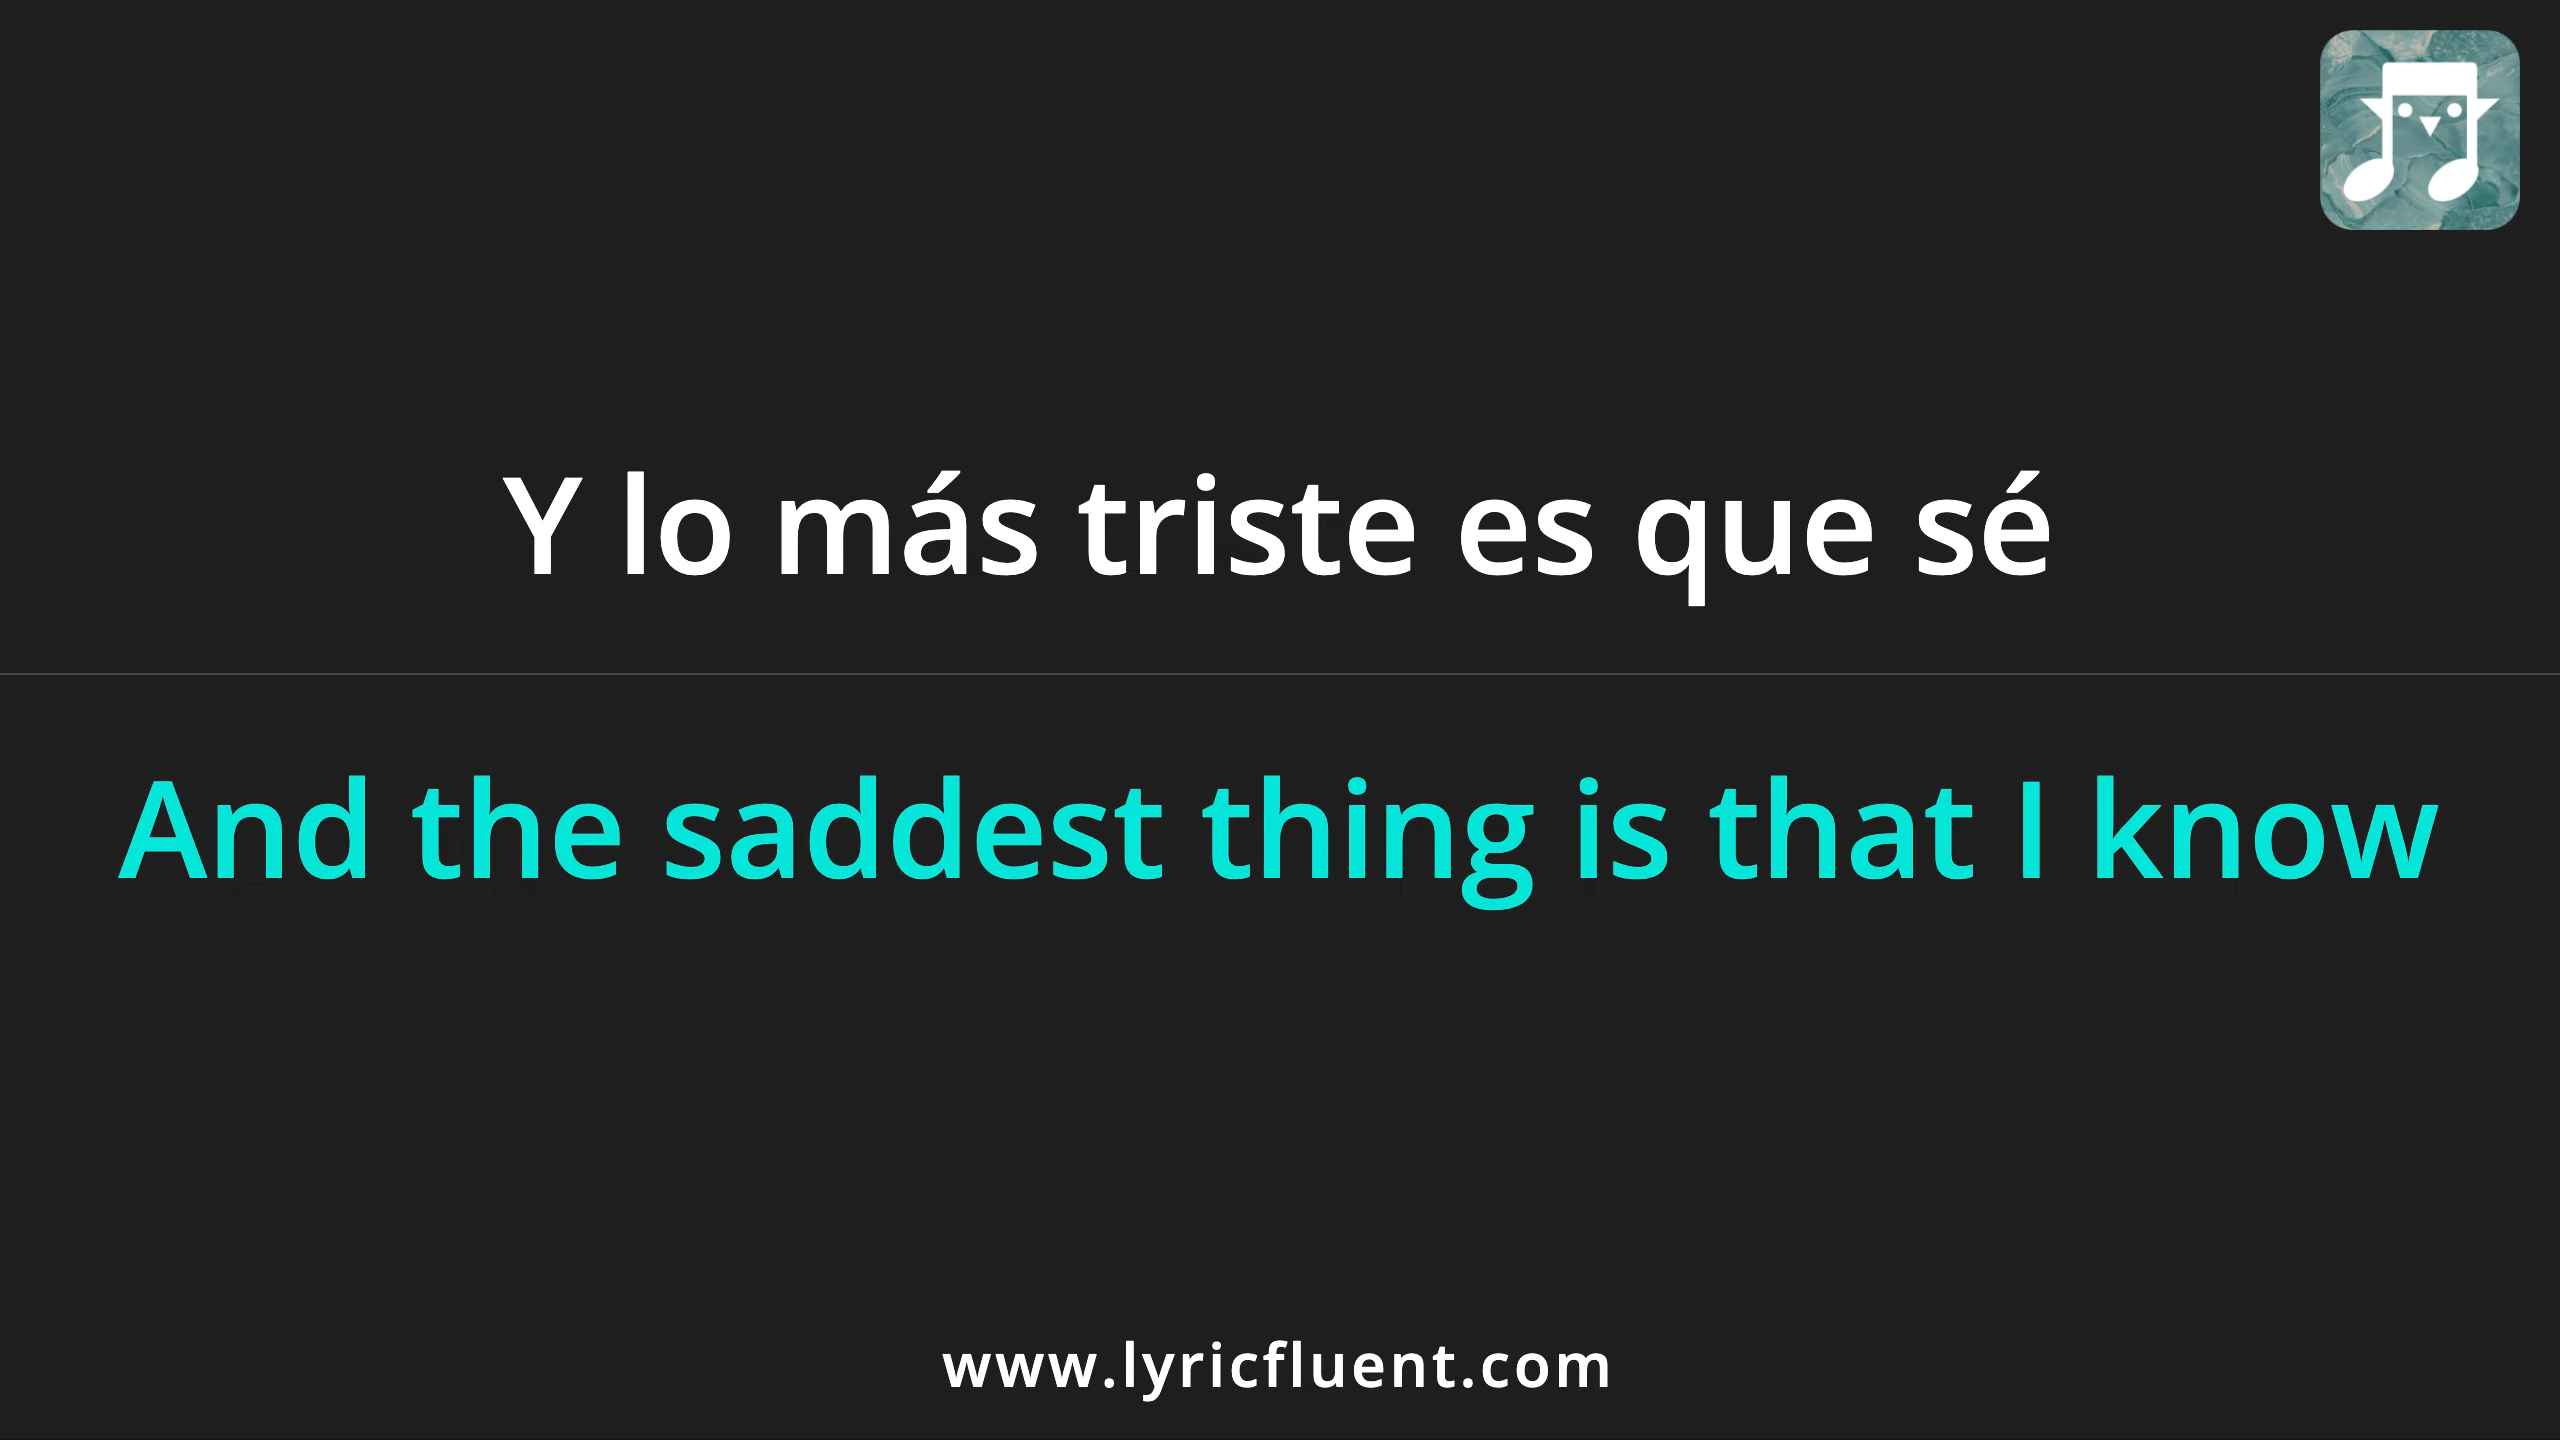 Y lo más triste es que sé
And the saddest thing is that I know
www.lyricfluent.com